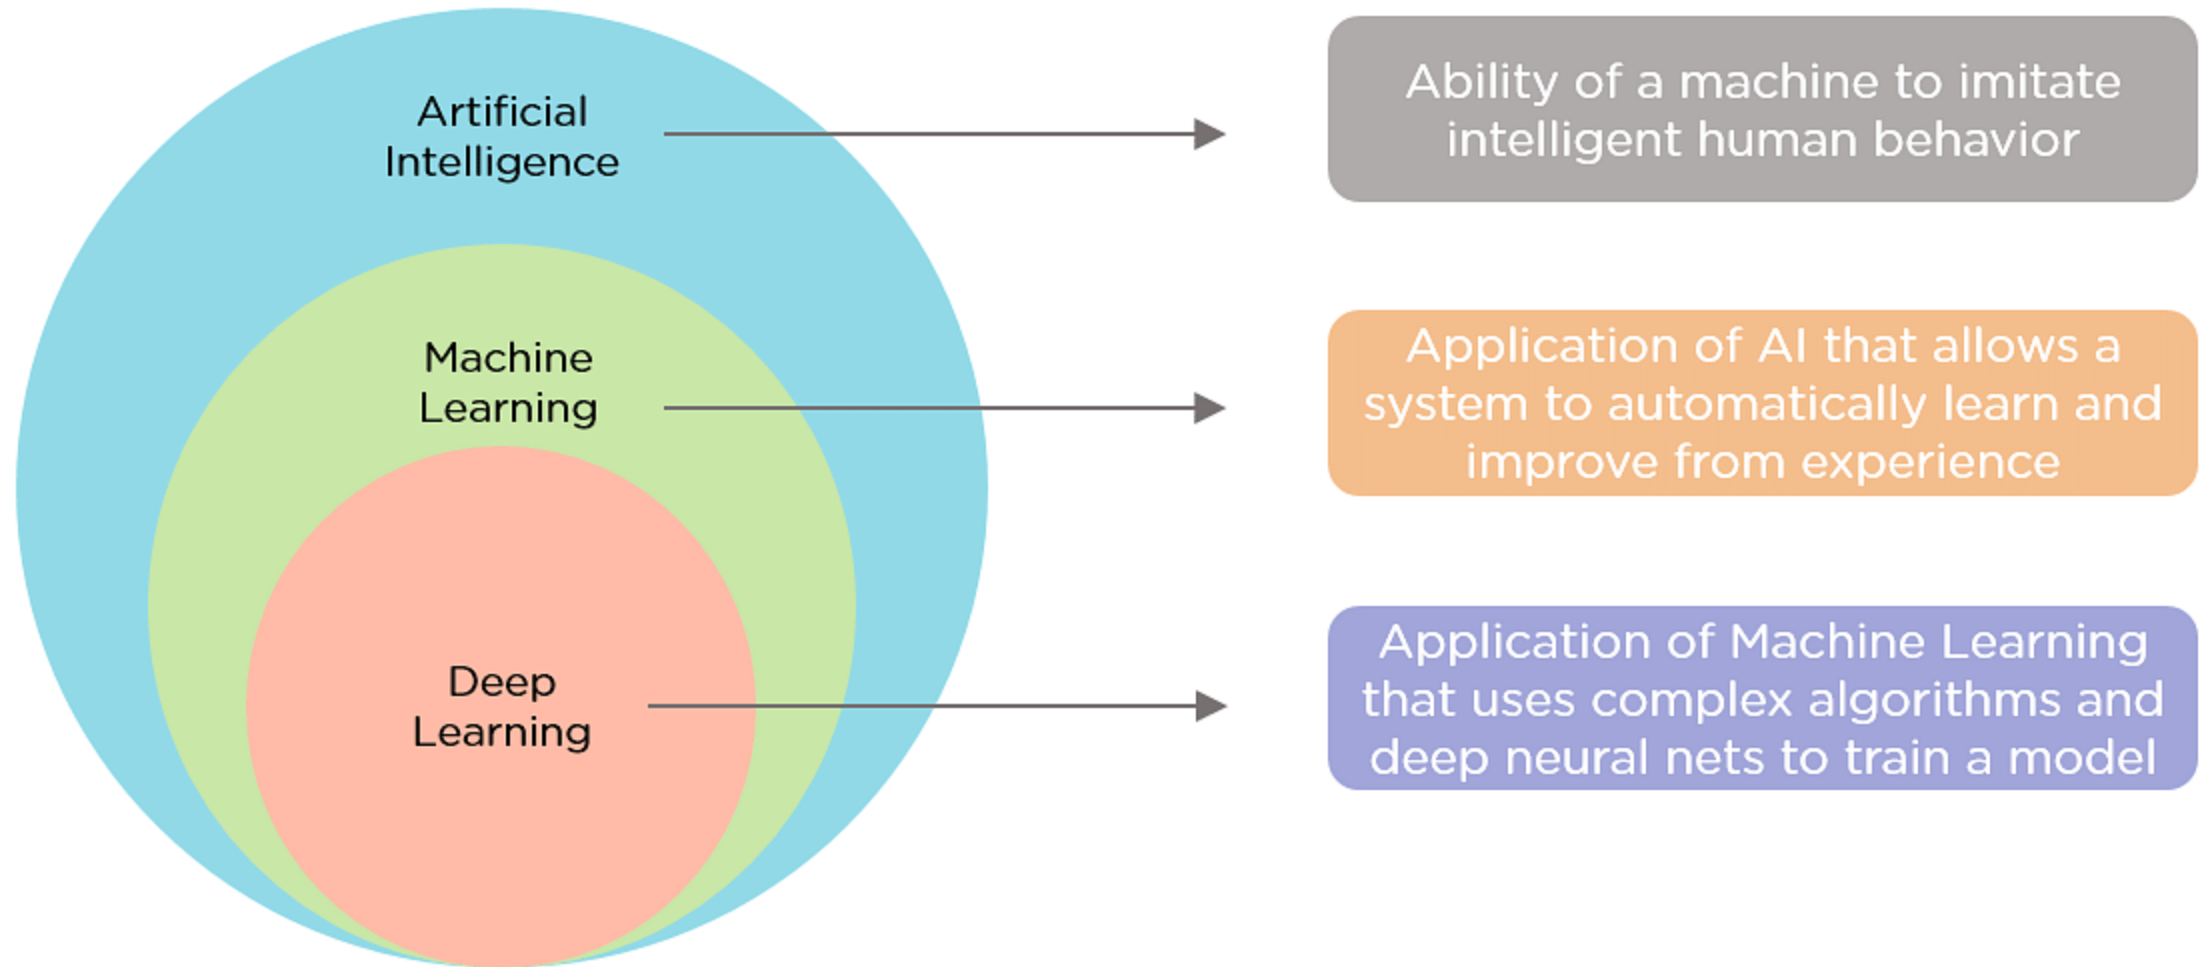 Artificial
Intelligence
Ability of a machine to imitate
intelligent human behavior
Machine
Learning
Application of AI that allows a
system to automatically learn and
improve from experience
Deep
Learning
Application of Machine Learning
that uses complex algorithms and
deep neural nets to train a model